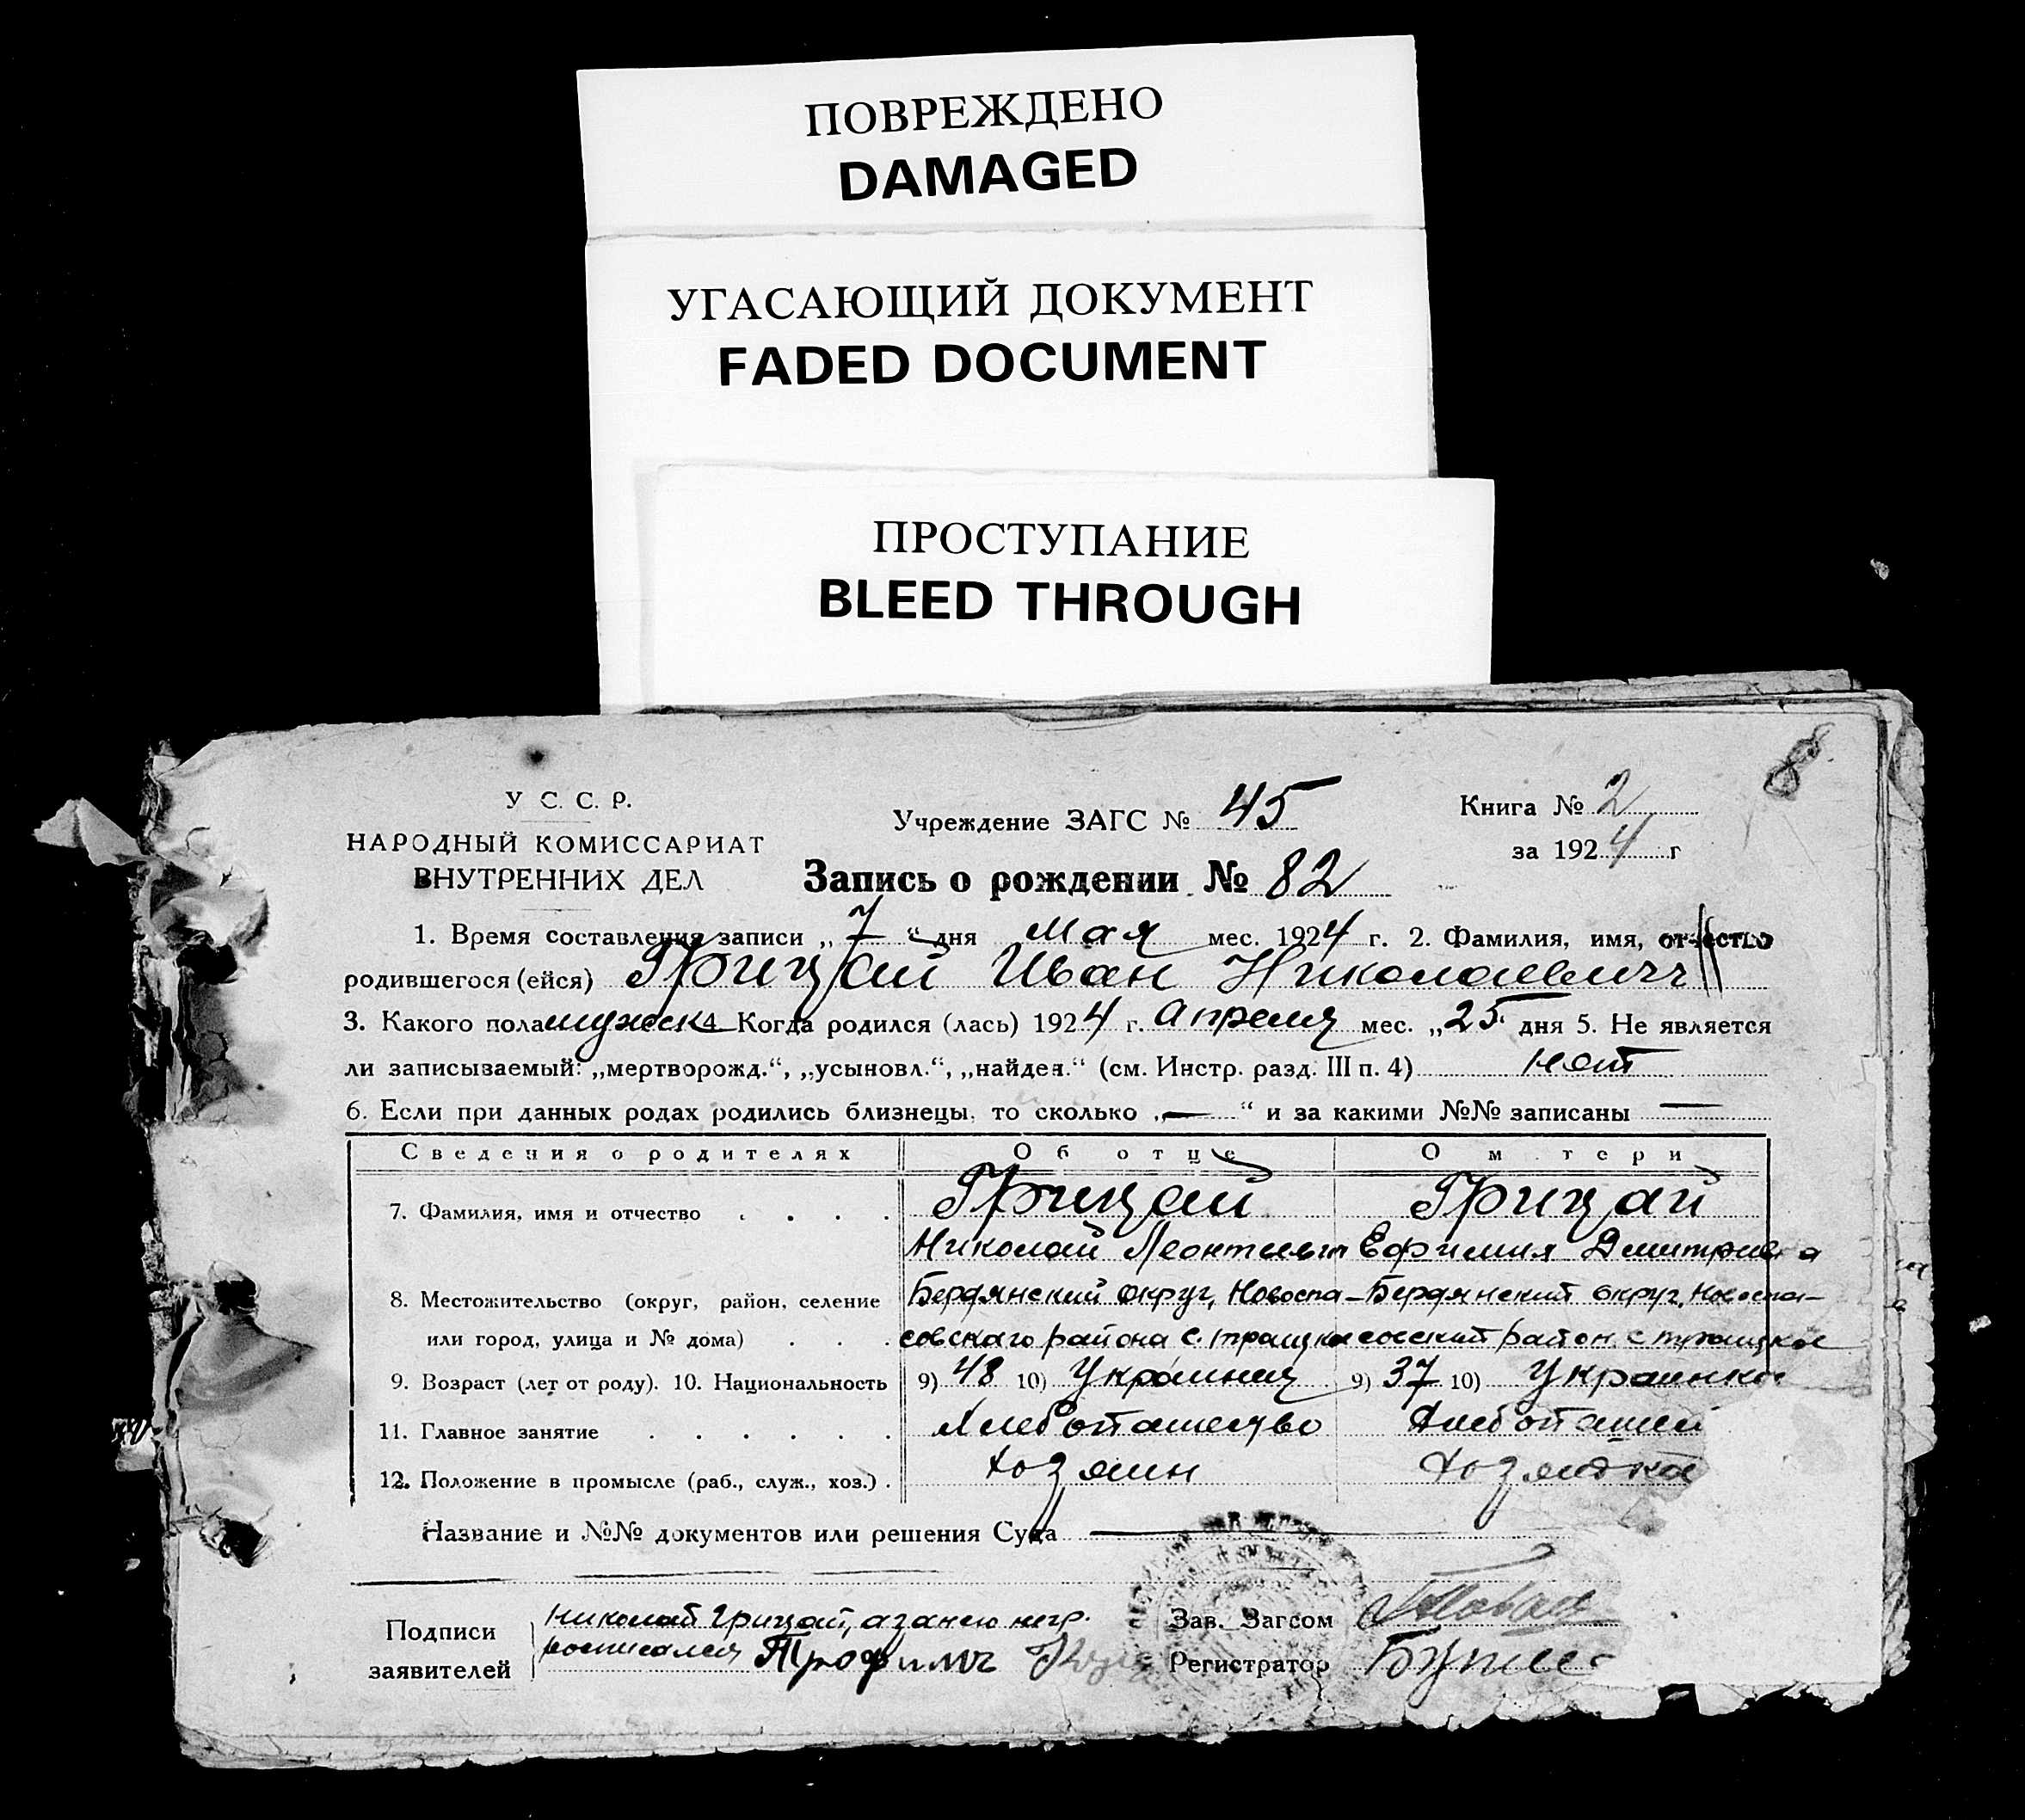 ПОВРЕЖДЕНО
DAMAGED
УГАСАЮЩИЙ ДОКУМЕНТ
FADED DOCUMENT
ПРОСТУПАНИЕ
BLEED THROUGH
8
У С. С. Р.
НАРОДНЫЙ КОМИССАРИАТ
ВНУТРЕННИХ ДЕЛ
Учреждение ЗАГС № 45
Книга № 2
за 1924 г
Запись о рождении № 82
1. Время составления записи „7“ дня мая мес. 1924 г. 2. Фамилия, имя, отчество
родившегося (ейся) Грицай Иван Николаевич
3. Какого пола мужеск 4. Когда родился (лась) 1924 г. Апреля мес. „25 дня 5. Не является
ли записываемый: „мертворожд.“, „усыновл.“, „найден.“ (см. Инстр. разд. III п. 4) нет
6. Если при данных родах родились близнецы, то сколько „—“ и за какими №№ записаны —
Сведения о родителях Об отце О м тери
7. Фамилия, имя и отчество Грицай Грицай
Николай Леонтьевич Ефимия Дмитриевна
8. Местожительство (округ, район, селение Бердянский округ, Новоспа- Бердянский округ, Новоспа-
или город, улица и № дома) совскаго района с. Троицкое совский район с Троицкое
9. Возраст (лет от роду). 10. Национальность 9) 48 10) Украинец 9) 37 10) Украинка
11. Главное занятие Хлебопашество Хлебопаший
12. Положение в промысле (раб., служ., хоз.) Хозяин Хозяйка
Название и №№ документов или решения Суда —
Подписи заявителей
Николай Грицай, а за нею негр.
росписался Трофимъ
Зав. Загсом
Регистратор